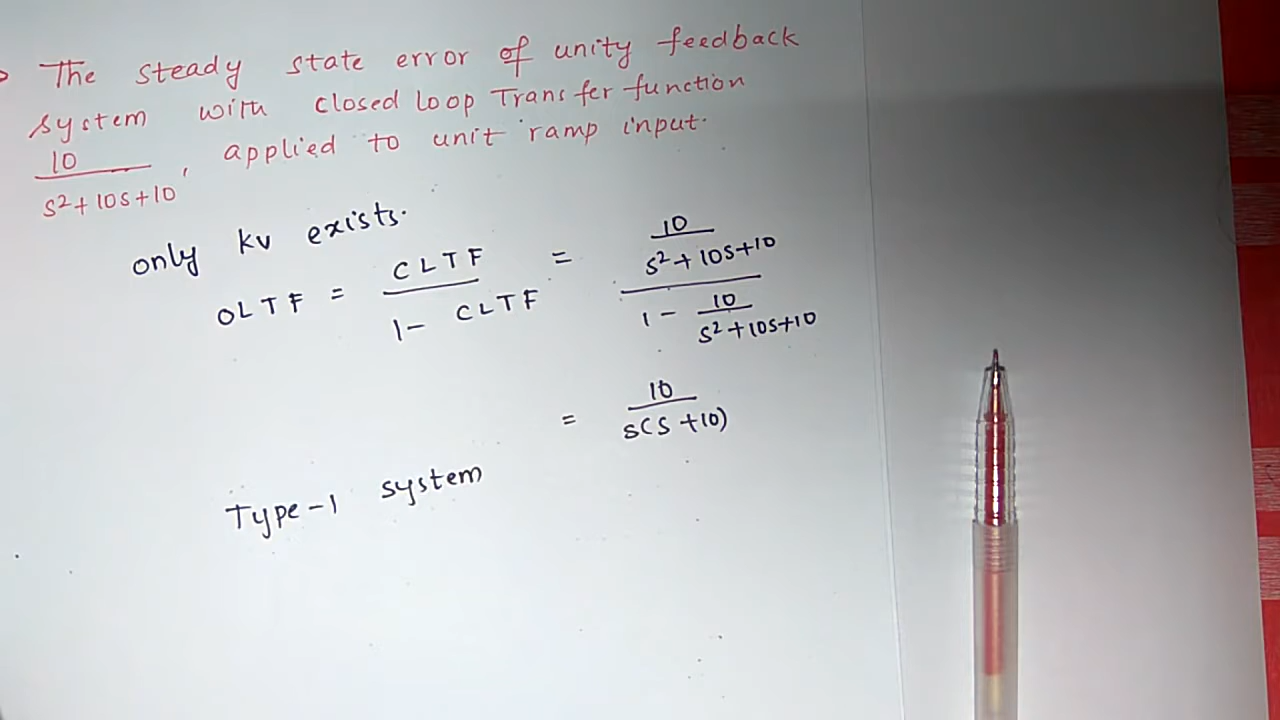 The steady state error of unity feedback
system with closed loop Transfer function
10 / s²+10s+10 , applied to unit ramp input.
only kv exists.
OLTF = CLTF / 1- CLTF = 10 / s²+10s+10 / 1 - 10 / s²+10s+10
= 10 / s(s+10)
Type-1 system